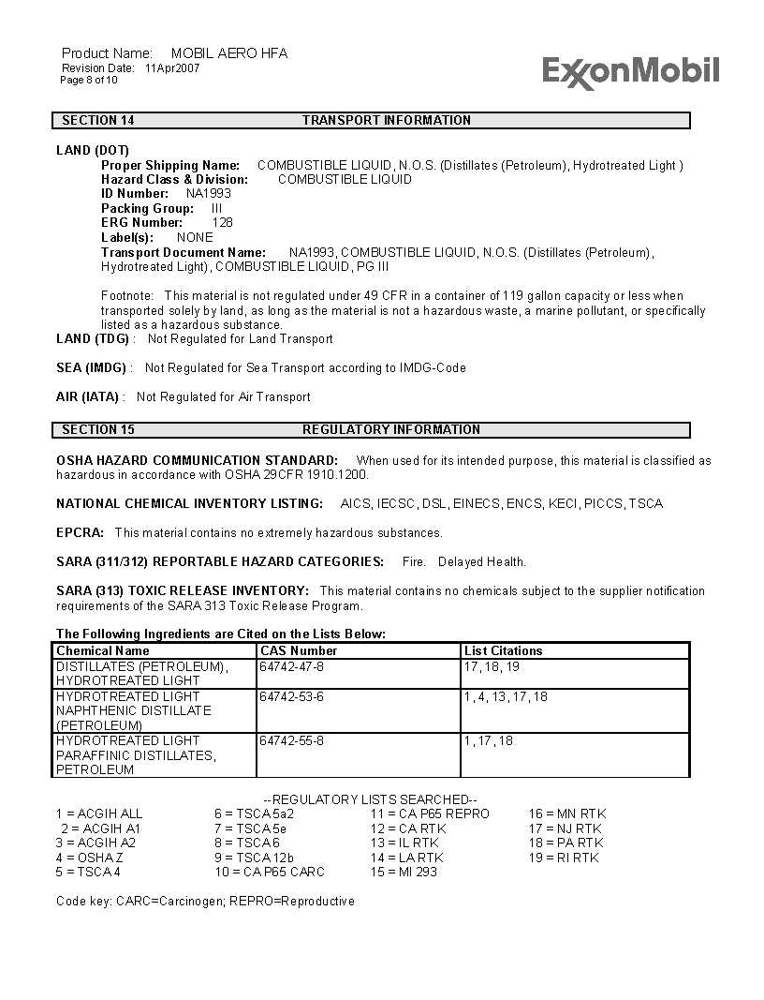 Product Name: MOBIL AERO HFA
Revision Date: 11Apr2007
Page 8 of 10
ExxonMobil
SECTION 14 TRANSPORT INFORMATION
LAND (DOT)
Proper Shipping Name: COMBUSTIBLE LIQUID, N.O.S. (Distillates (Petroleum), Hydrotreated Light )
Hazard Class & Division: COMBUSTIBLE LIQUID
ID Number: NA1993
Packing Group: III
ERG Number: 128
Label(s): NONE
Transport Document Name: NA1993, COMBUSTIBLE LIQUID, N.O.S. (Distillates (Petroleum),
Hydrotreated Light), COMBUSTIBLE LIQUID, PG III
Footnote: This material is not regulated under 49 CFR in a container of 119 gallon capacity or less when
transported solely by land, as long as the material is not a hazardous waste, a marine pollutant, or specifically
listed as a hazardous substance.
LAND (TDG) : Not Regulated for Land Transport
SEA (IMDG) : Not Regulated for Sea Transport according to IMDG-Code
AIR (IATA) : Not Regulated for Air Transport
SECTION 15 REGULATORY INFORMATION
OSHA HAZARD COMMUNICATION STANDARD: When used for its intended purpose, this material is classified as
hazardous in accordance with OSHA 29CFR 1910.1200.
NATIONAL CHEMICAL INVENTORY LISTING: AICS, IECSC, DSL, EINECS, ENCS, KECI, PICCS, TSCA
EPCRA: This material contains no extremely hazardous substances.
SARA (311/312) REPORTABLE HAZARD CATEGORIES: Fire. Delayed Health.
SARA (313) TOXIC RELEASE INVENTORY: This material contains no chemicals subject to the supplier notification
requirements of the SARA 313 Toxic Release Program.
The Following Ingredients are Cited on the Lists Below:
Chemical Name CAS Number List Citations
DISTILLATES (PETROLEUM), 64742-47-8 17, 18, 19
HYDROTREATED LIGHT
HYDROTREATED LIGHT 64742-53-6 1, 4, 13, 17, 18
NAPHTHENIC DISTILLATE
(PETROLEUM)
HYDROTREATED LIGHT 64742-55-8 1, 17, 18
PARAFFINIC DISTILLATES,
PETROLEUM
--REGULATORY LISTS SEARCHED--
1 = ACGIH ALL 6 = TSCA 5a2 11 = CA P65 REPRO 16 = MN RTK
2 = ACGIH A1 7 = TSCA 5e 12 = CA RTK 17 = NJ RTK
3 = ACGIH A2 8 = TSCA 6 13 = IL RTK 18 = PA RTK
4 = OSHA Z 9 = TSCA 12b 14 = LA RTK 19 = RI RTK
5 = TSCA 4 10 = CA P65 CARC 15 = MI 293
Code key: CARC=Carcinogen; REPRO=Reproductive